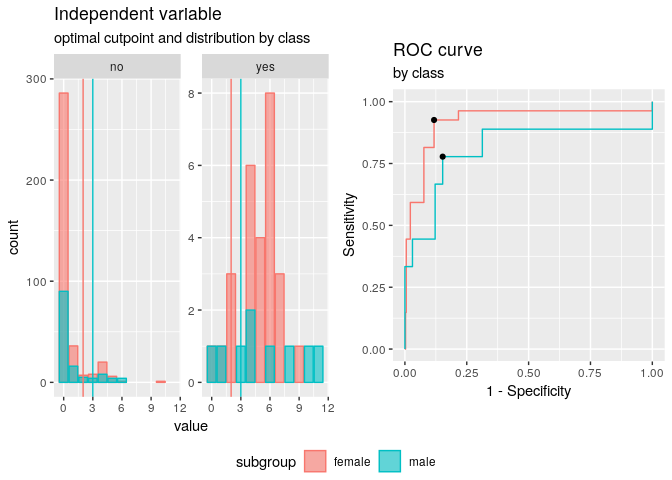 Independent variable
optimal cutpoint and distribution by class
no
yes
300
200
100
0
8
6
4
2
0
0 3 6 9 12
0 3 6 9 12
count
value
ROC curve
by class
1.00
0.75
0.50
0.25
0.00
0.00 0.25 0.50 0.75 1.00
Sensitivity
1 - Specificity
subgroup female male